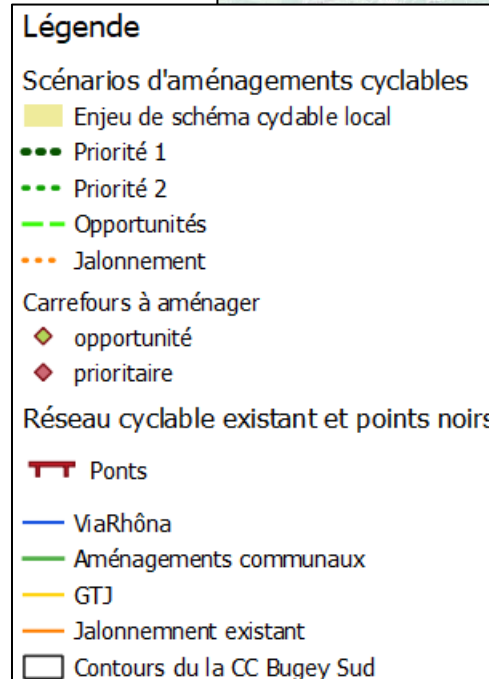 Légende
Scénarios d'aménagements cyclables
Enjeu de schéma cyclable local
Priorité 1
Priorité 2
Opportunités
Jalonnement
Carrefours à aménager
opportunité
prioritaire
Réseau cyclable existant et points noirs
Ponts
ViaRhôna
Aménagements communaux
GTJ
Jalonnemnent existant
Contours du la CC Bugey Sud